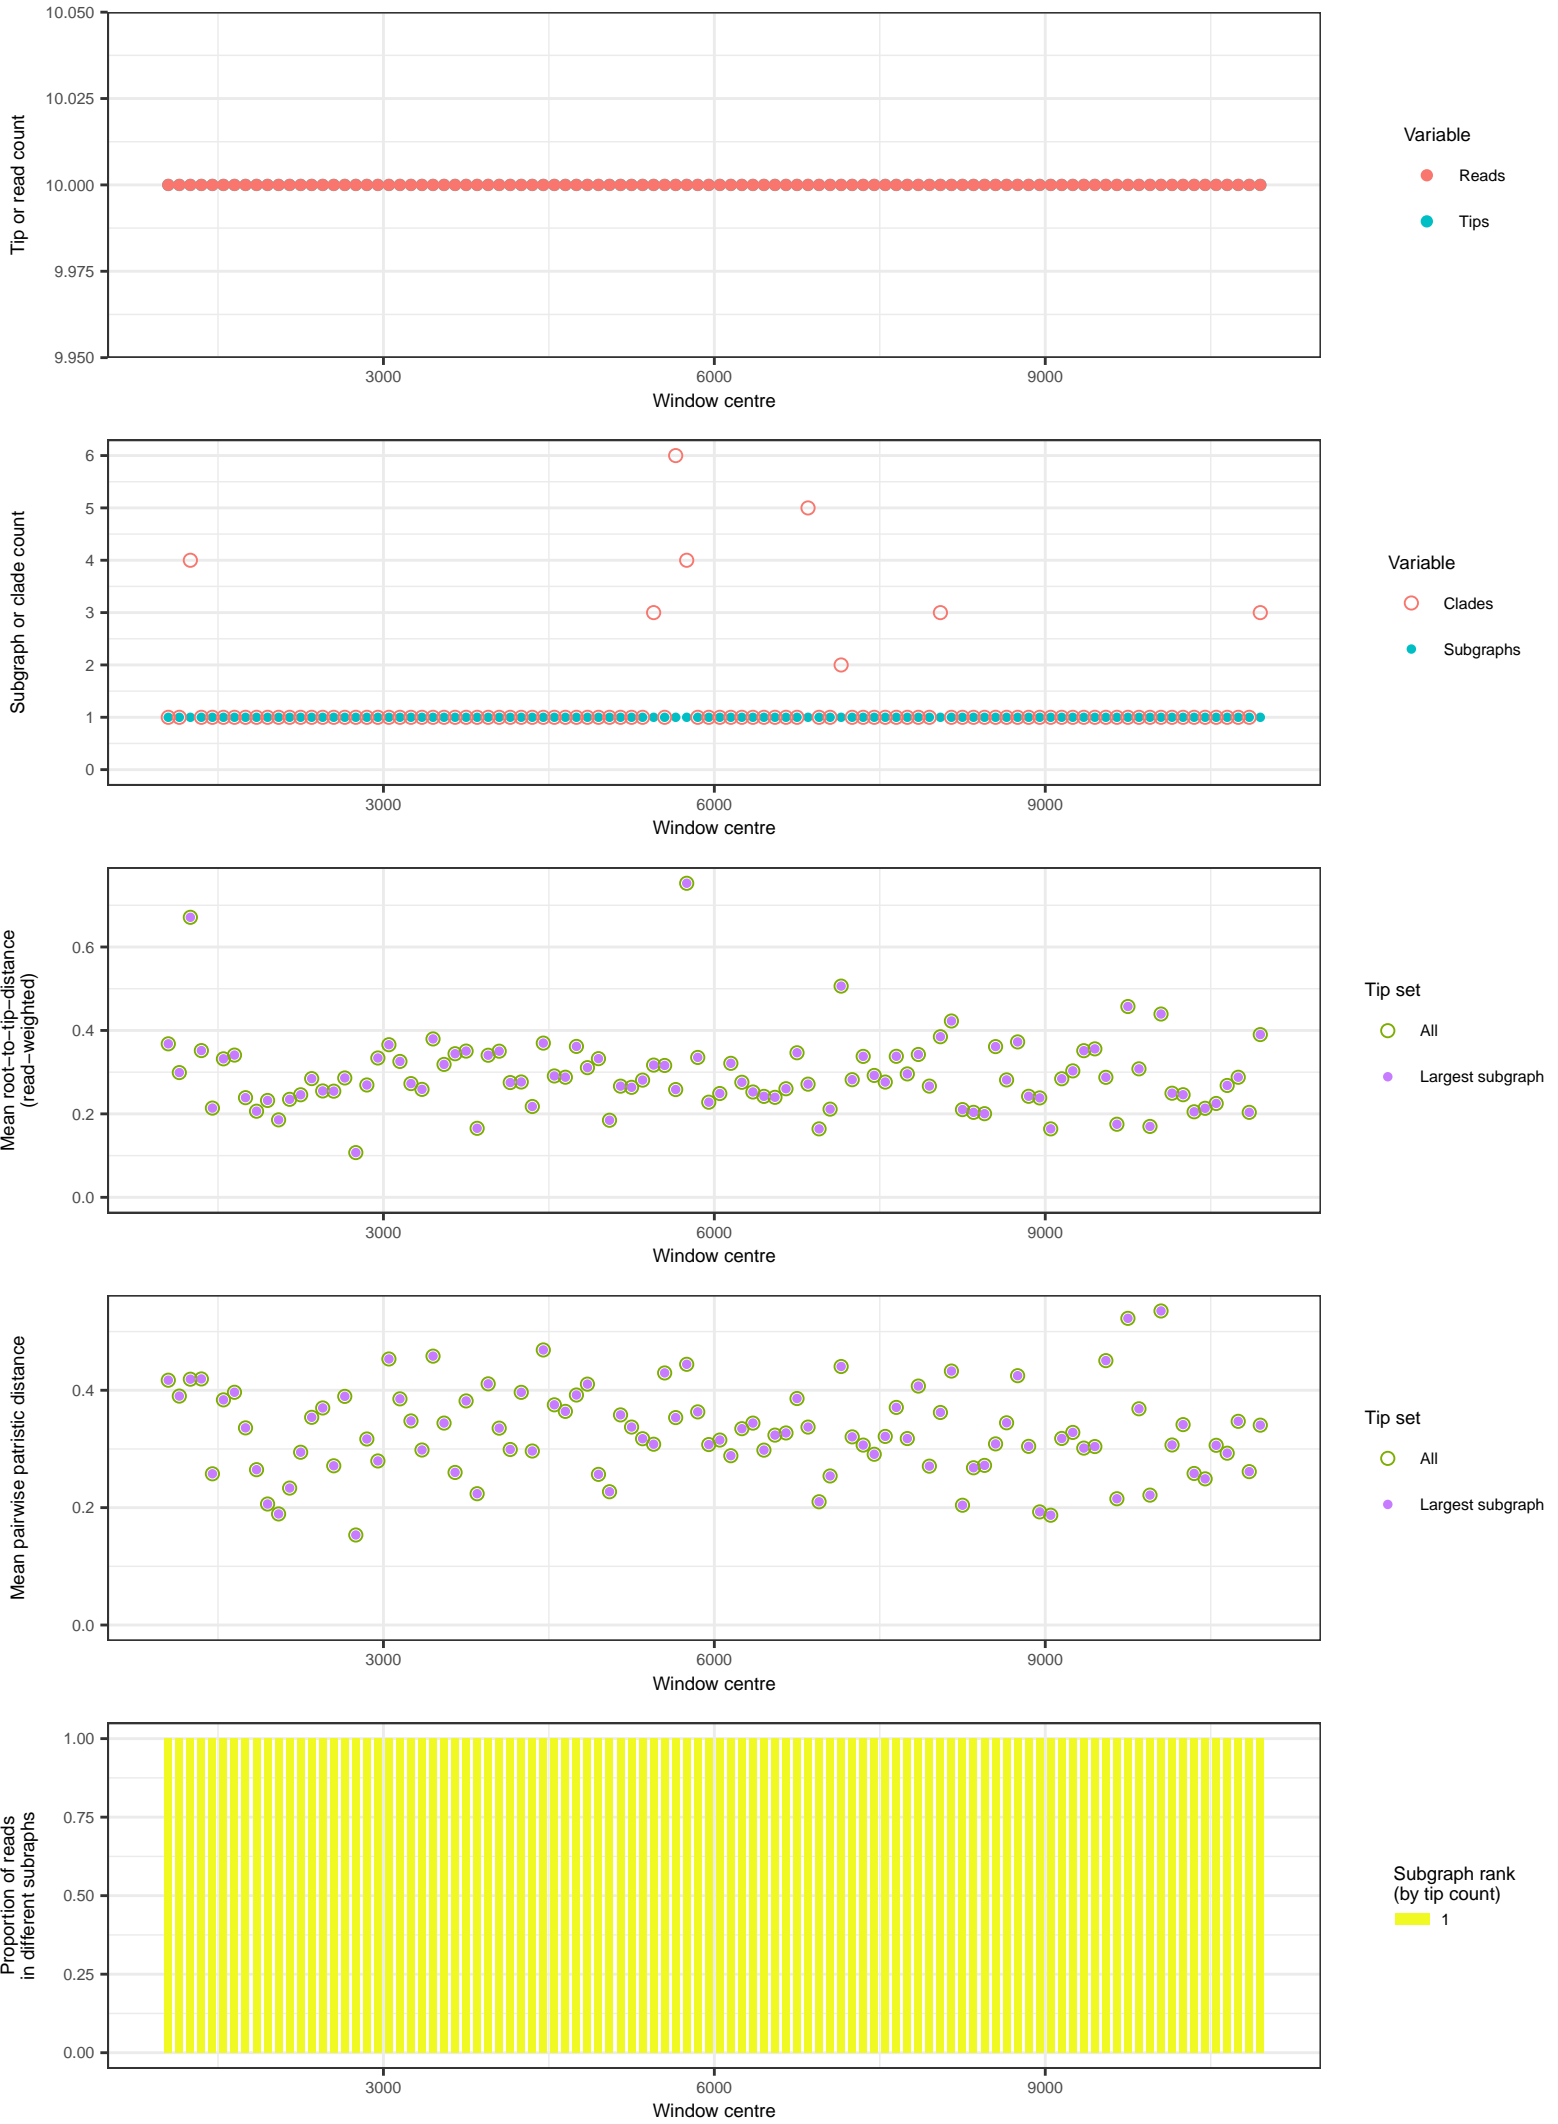 10.050
10.025
10.000
9.975
9.950
Tip or read count
3000
6000
9000
Window centre
Variable
Reads
Tips
6
5
4
3
2
1
0
Subgraph or clade count
3000
6000
9000
Window centre
Variable
Clades
Subgraphs
0.6
0.4
0.2
0.0
Mean root−to−tip−distance
(read−weighted)
3000
6000
9000
Window centre
Tip set
All
Largest subgraph
0.4
0.2
0.0
Mean pairwise patristic distance
3000
6000
9000
Window centre
Tip set
All
Largest subgraph
1.00
0.75
0.50
0.25
0.00
Proportion of reads
in different subraphs
3000
6000
9000
Window centre
Subgraph rank
(by tip count)
1